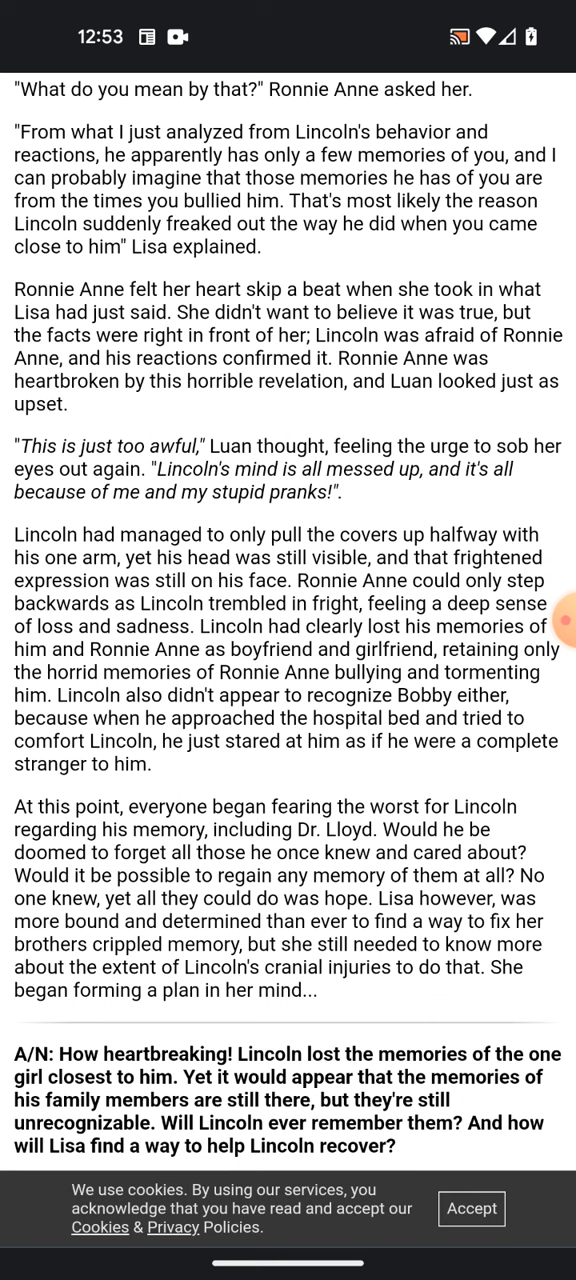 12:53
"What do you mean by that?" Ronnie Anne asked her.
"From what I just analyzed from Lincoln's behavior and
reactions, he apparently has only a few memories of you, and I
can probably imagine that those memories he has of you are
from the times you bullied him. That's most likely the reason
Lincoln suddenly freaked out the way he did when you came
close to him" Lisa explained.
Ronnie Anne felt her heart skip a beat when she took in what
Lisa had just said. She didn't want to believe it was true, but
the facts were right in front of her; Lincoln was afraid of Ronnie
Anne, and his reactions confirmed it. Ronnie Anne was
heartbroken by this horrible revelation, and Luan looked just as
upset.
"This is just too awful," Luan thought, feeling the urge to sob her
eyes out again. "Lincoln's mind is all messed up, and it's all
because of me and my stupid pranks!".
Lincoln had managed to only pull the covers up halfway with
his one arm, yet his head was still visible, and that frightened
expression was still on his face. Ronnie Anne could only step
backwards as Lincoln trembled in fright, feeling a deep sense
of loss and sadness. Lincoln had clearly lost his memories of
him and Ronnie Anne as boyfriend and girlfriend, retaining only
the horrid memories of Ronnie Anne bullying and tormenting
him. Lincoln also didn't appear to recognize Bobby either,
because when he approached the hospital bed and tried to
comfort Lincoln, he just stared at him as if he were a complete
stranger to him.
At this point, everyone began fearing the worst for Lincoln
regarding his memory, including Dr. Lloyd. Would he be
doomed to forget all those he once knew and cared about?
Would it be possible to regain any memory of them at all? No
one knew, yet all they could do was hope. Lisa however, was
more bound and determined than ever to find a way to fix her
brothers crippled memory, but she still needed to know more
about the extent of Lincoln's cranial injuries to do that. She
began forming a plan in her mind...
A/N: How heartbreaking! Lincoln lost the memories of the one
girl closest to him. Yet it would appear that the memories of
his family members are still there, but they're still
unrecognizable. Will Lincoln ever remember them? And how
will Lisa find a way to help Lincoln recover?
We use cookies. By using our services, you
acknowledge that you have read and accept our
Cookies & Privacy Policies.
Accept